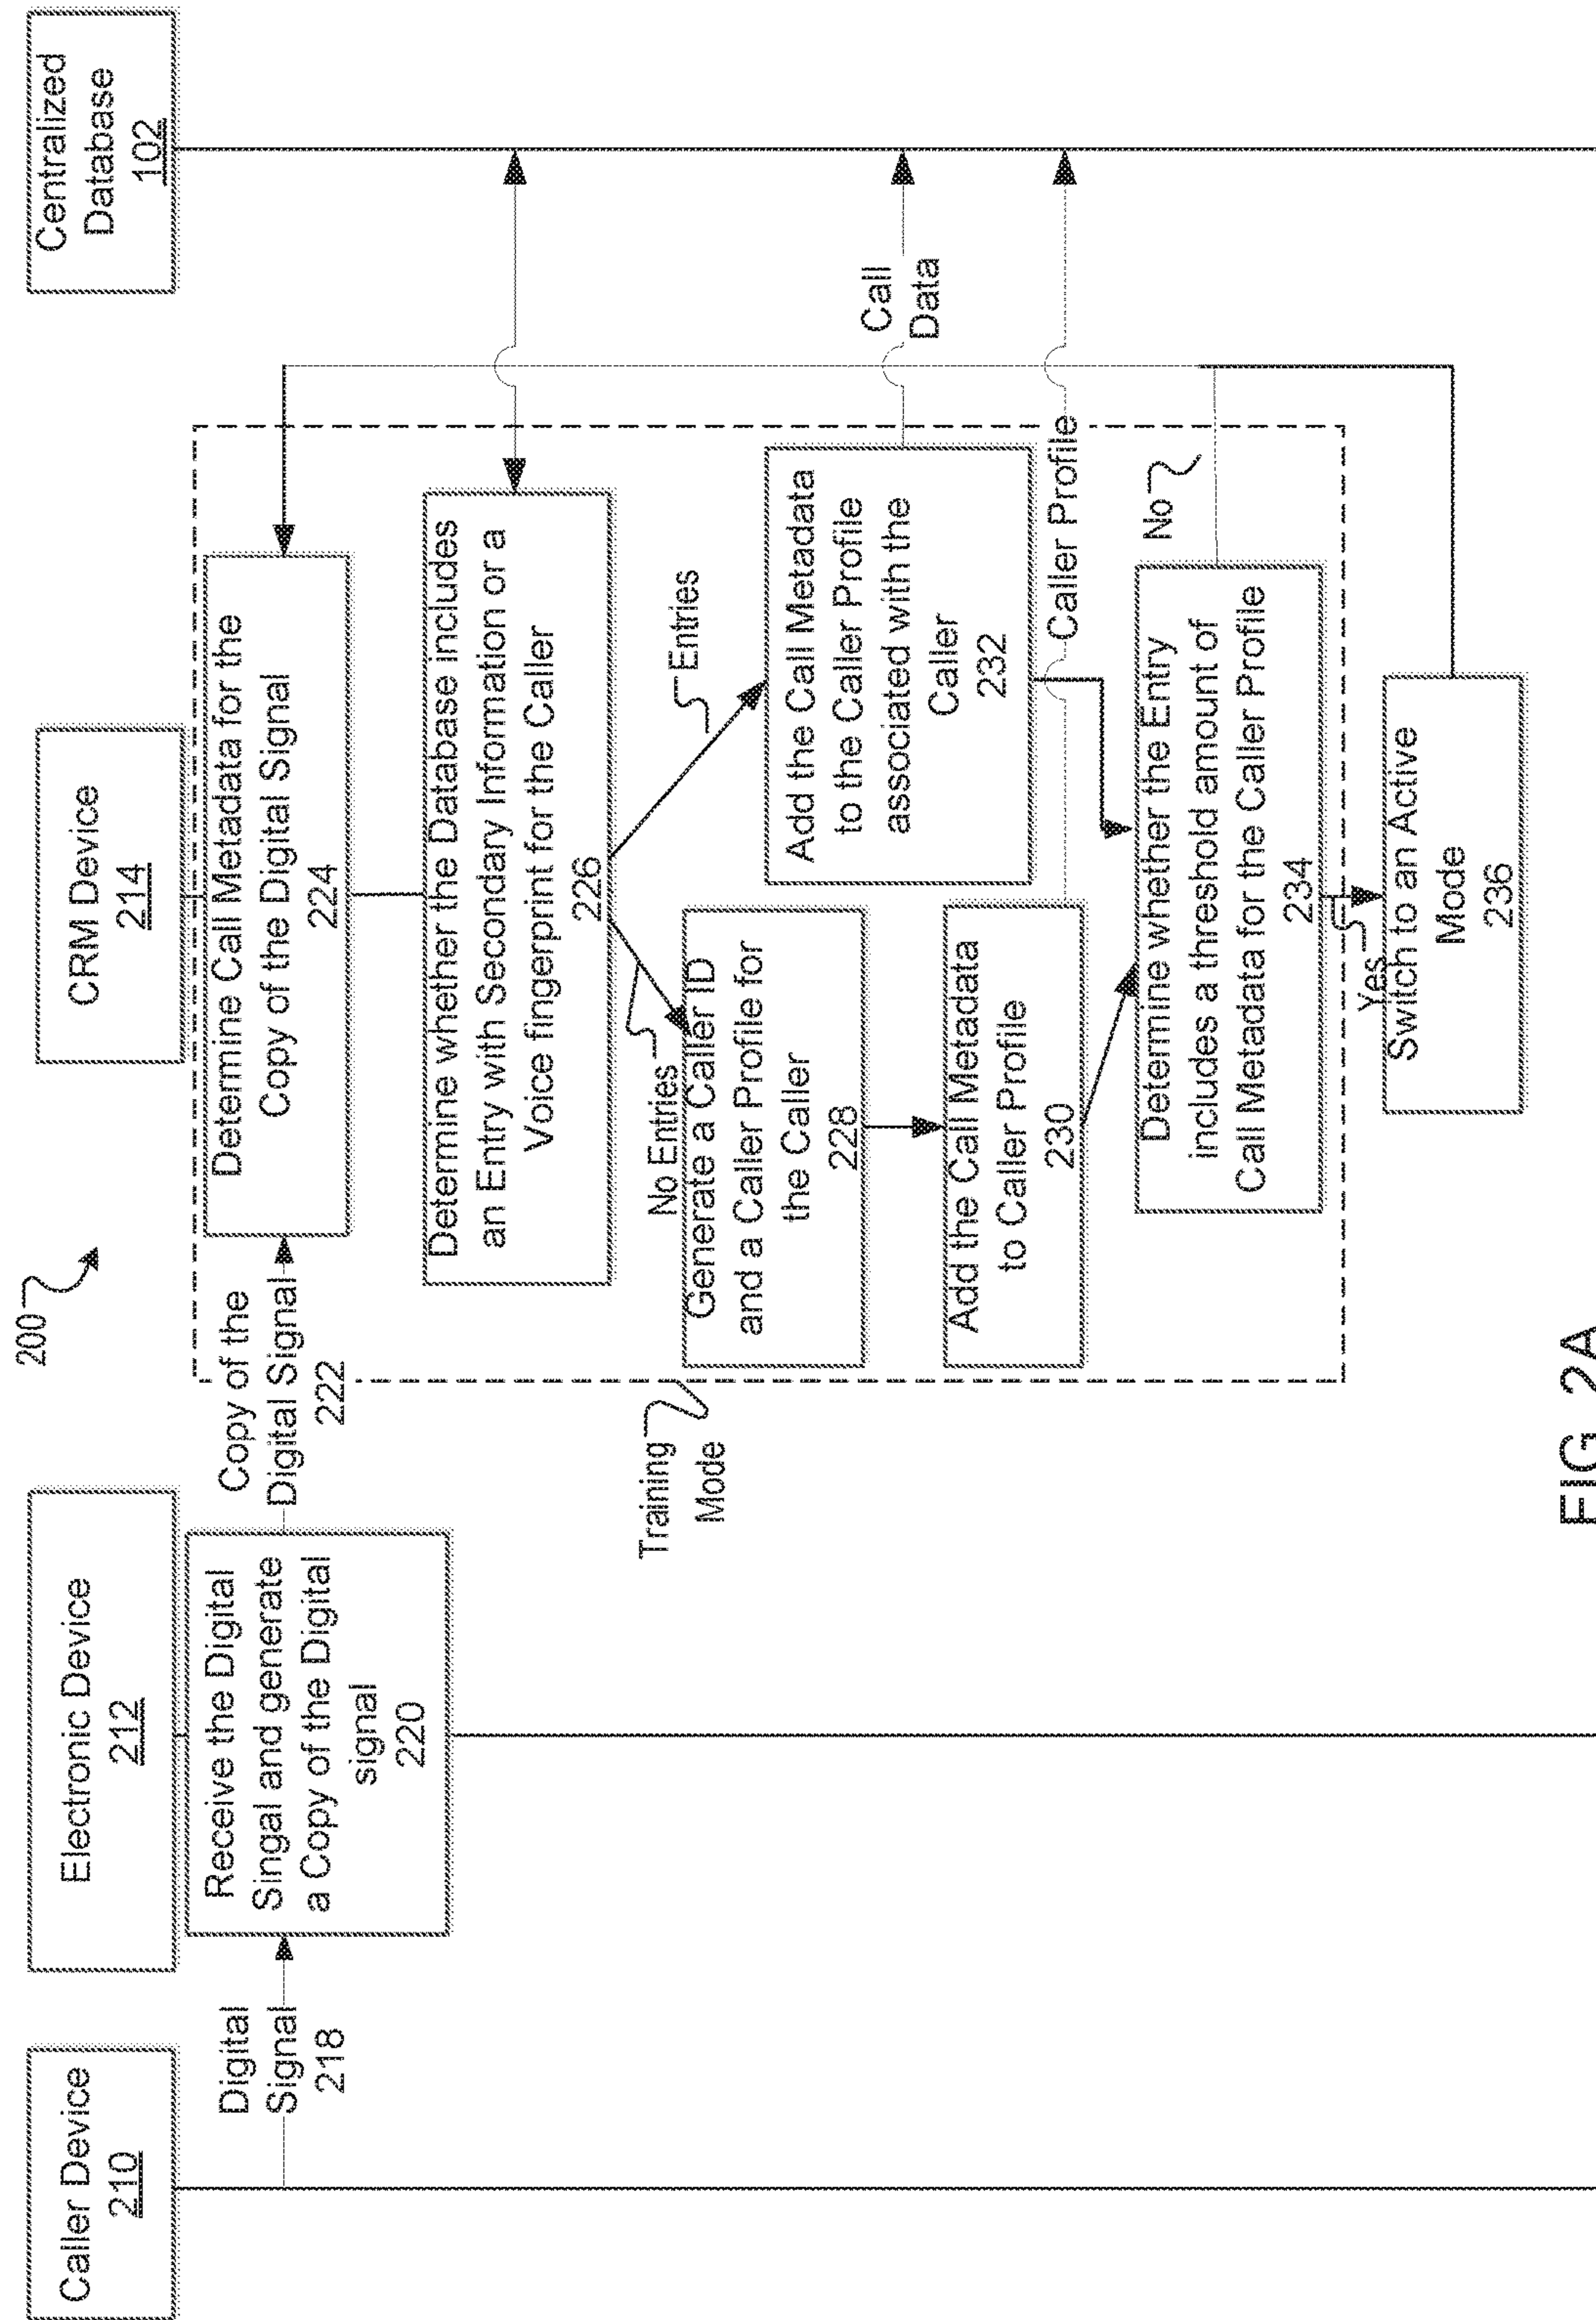 200
Caller Device
210
Electronic Device
212
CRM Device
214
Centralized
Database
102
Digital
Signal
218
Receive the Digital
Singal and generate
a Copy of the Digital
signal
220
Copy of the
Digital Signal
222
Determine Call Metadata for the
Copy of the Digital Signal
224
Determine whether the Database includes
an Entry with Secondary Information or a
Voice fingerprint for the Caller
226
No Entries
Entries
Training
Mode
Generate a Caller ID
and a Caller Profile for
the Caller
228
Add the Call Metadata
to the Caller Profile
associated with the
Caller
232
Call
Data
Add the Call Metadata
to Caller Profile
230
Caller Profile
Determine whether the Entry
includes a threshold amount of
Call Metadata for the Caller Profile
234
No
Yes
Switch to an Active
Mode
236
FIG. 2A